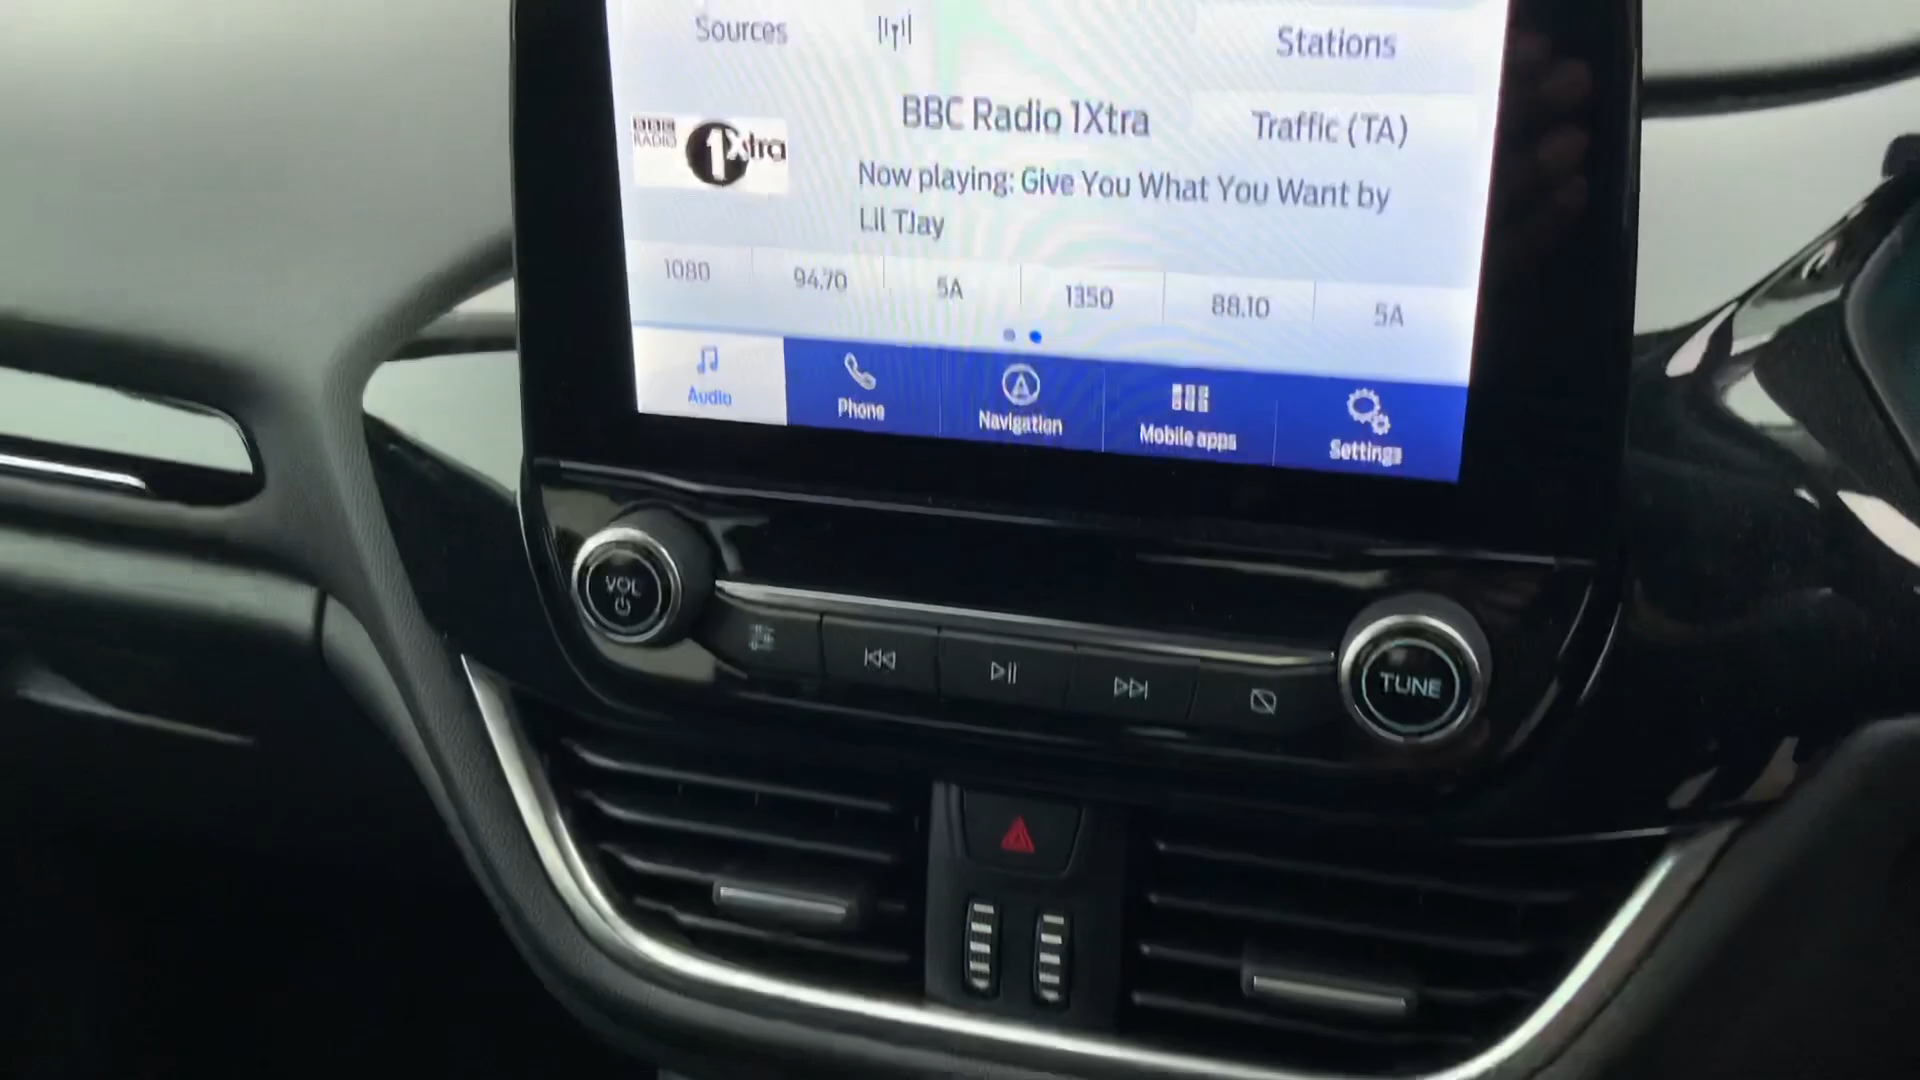 Sources
Stations
BBC Radio 1Xtra
Traffic (TA)
BBC
RADIO
1Xtra
Now playing: Give You What You Want by
Lil TJay
1080
94.70
5A
1350
88.10
5A
Audio
Phone
Navigation
Mobile apps
Settings
VOL
TUNE